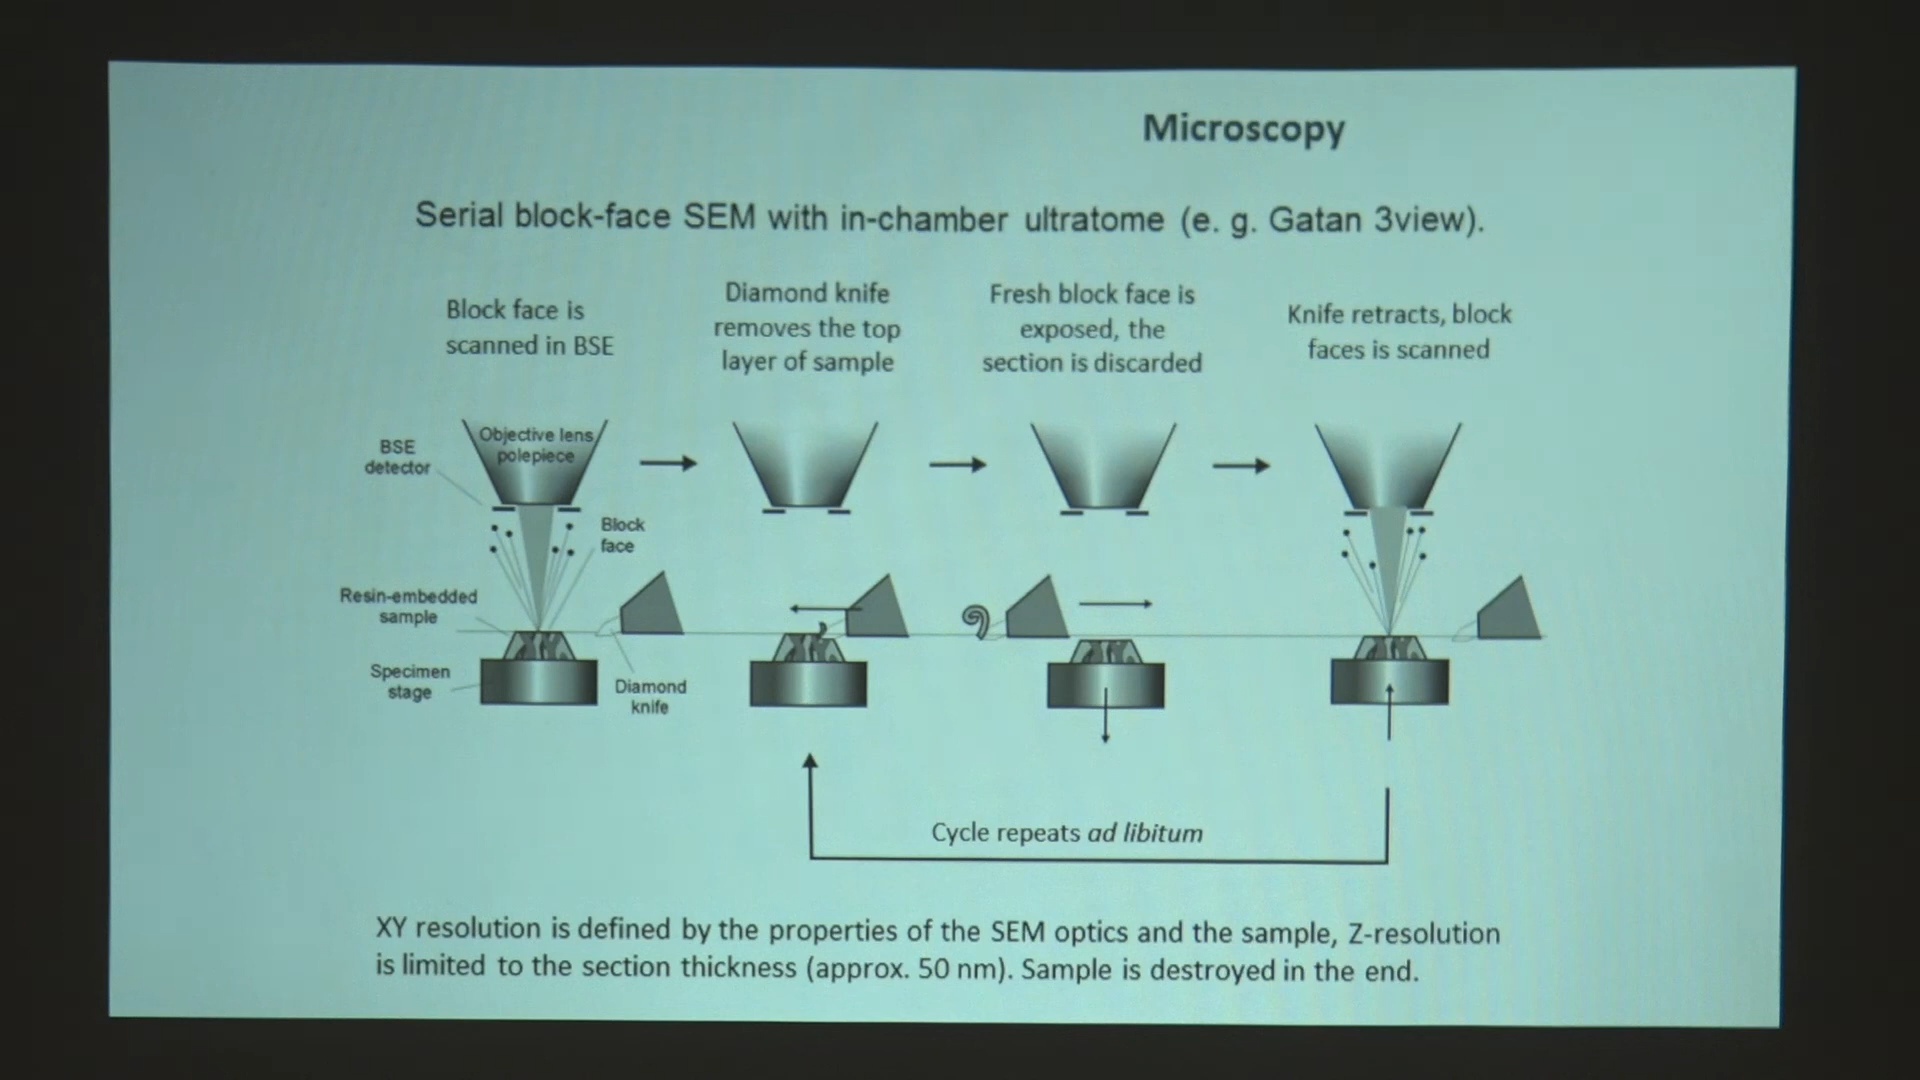 Microscopy
Serial block-face SEM with in-chamber ultratome (e. g. Gatan 3view).
Block face is
scanned in BSE
Diamond knife
removes the top
layer of sample
Fresh block face is
exposed, the
section is discarded
Knife retracts, block
faces is scanned
BSE
detector
Objective lens
polepiece
Block
face
Resin-embedded
sample
Specimen
stage
Diamond
knife
Cycle repeats ad libitum
XY resolution is defined by the properties of the SEM optics and the sample, Z-resolution
is limited to the section thickness (approx. 50 nm). Sample is destroyed in the end.